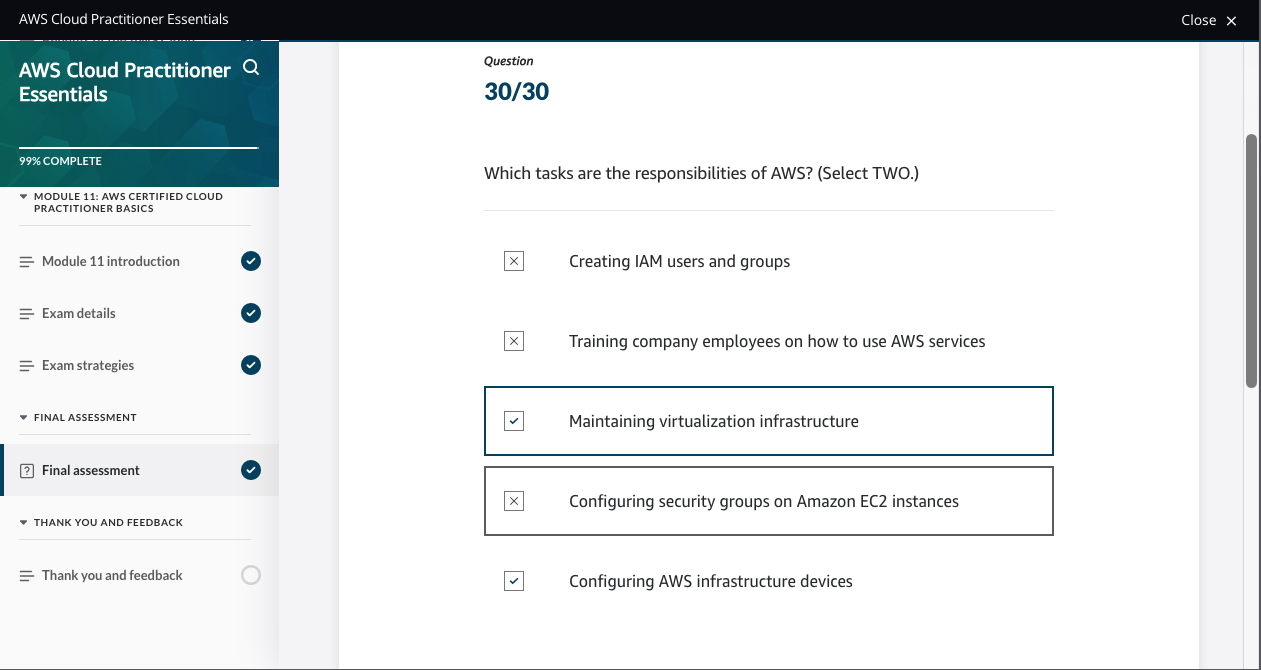 AWS Cloud Practitioner Essentials
Close
AWS Cloud Practitioner
Essentials
99% COMPLETE
MODULE 11: AWS CERTIFIED CLOUD
PRACTITIONER BASICS
Module 11 introduction
Exam details
Exam strategies
FINAL ASSESSMENT
Final assessment
THANK YOU AND FEEDBACK
Thank you and feedback
Question
30/30
Which tasks are the responsibilities of AWS? (Select TWO.)
Creating IAM users and groups
Training company employees on how to use AWS services
Maintaining virtualization infrastructure
Configuring security groups on Amazon EC2 instances
Configuring AWS infrastructure devices